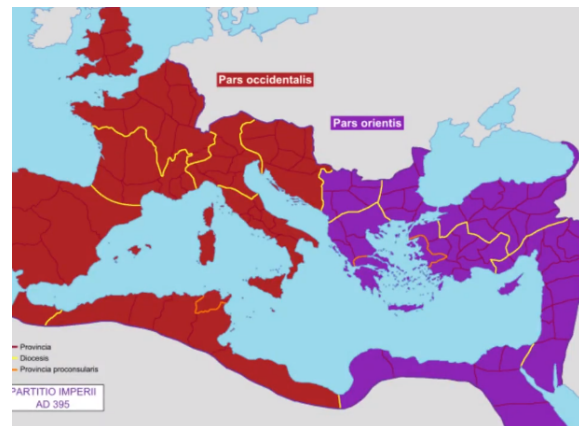 Pars occidentalis
Pars orientis
Provincia
Diocesis
Provincia proconsularis
PARTITIO IMPERII
AD 395